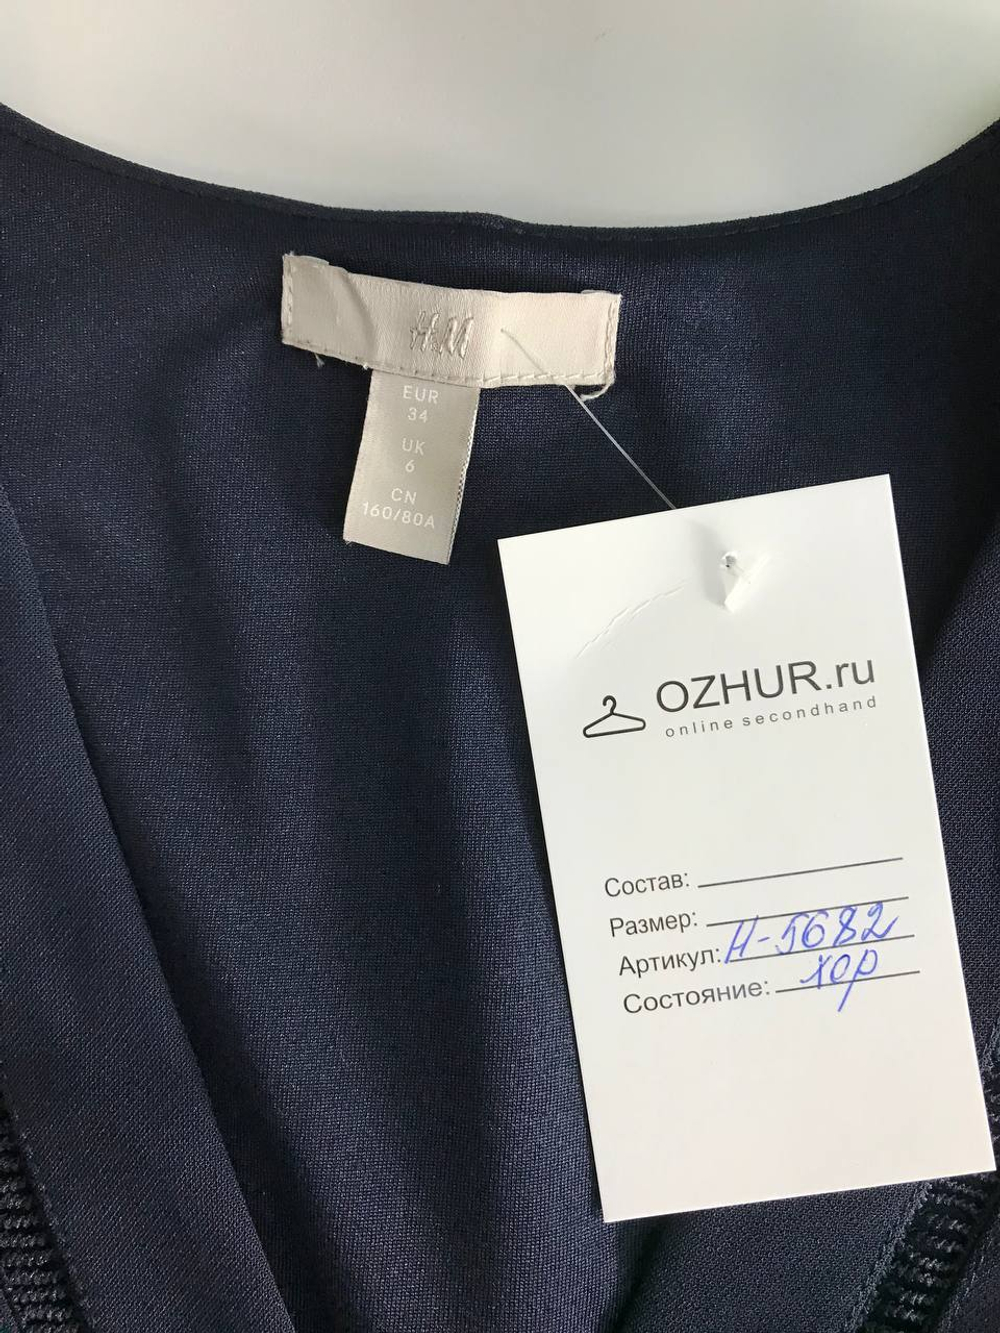 H&M
EUR
34
UK
6
CN
160/80A
OZHUR.ru
online secondhand
Состав:
Размер:
Артикул: H-5682
Состояние: хор